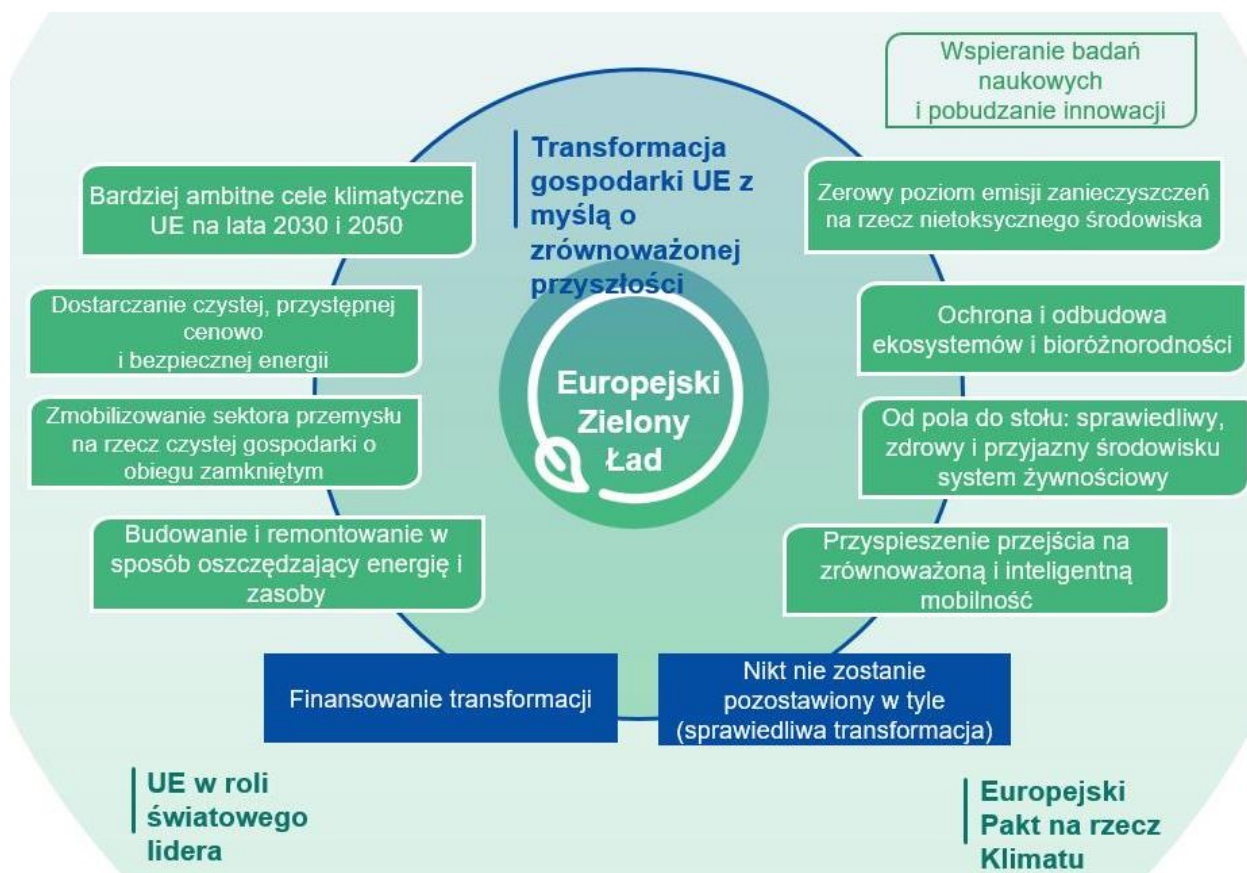 Wspieranie badań
naukowych
i pobudzanie innowacji
Transformacja
gospodarki UE z
myślą o
zrównoważonej
przyszłości
Bardziej ambitne cele klimatyczne
UE na lata 2030 i 2050
Zerowy poziom emisji zanieczyszczeń
na rzecz nietoksycznego środowiska
Dostarczanie czystej, przystępnej
cenowo
i bezpiecznej energii
Ochrona i odbudowa
ekosystemów i bioróżnorodności
Europejski
Zielony
Ład
Zmobilizowanie sektora przemysłu
na rzecz czystej gospodarki o
obiegu zamkniętym
Od pola do stołu: sprawiedliwy,
zdrowy i przyjazny środowisku
system żywnościowy
Budowanie i remontowanie w
sposób oszczędzający energię i
zasoby
Przyspieszenie przejścia na
zrównoważoną i inteligentną
mobilność
Finansowanie transformacji
Nikt nie zostanie
pozostawiony w tyle
(sprawiedliwa transformacja)
UE w roli
światowego
lidera
Europejski
Pakt na rzecz
Klimatu